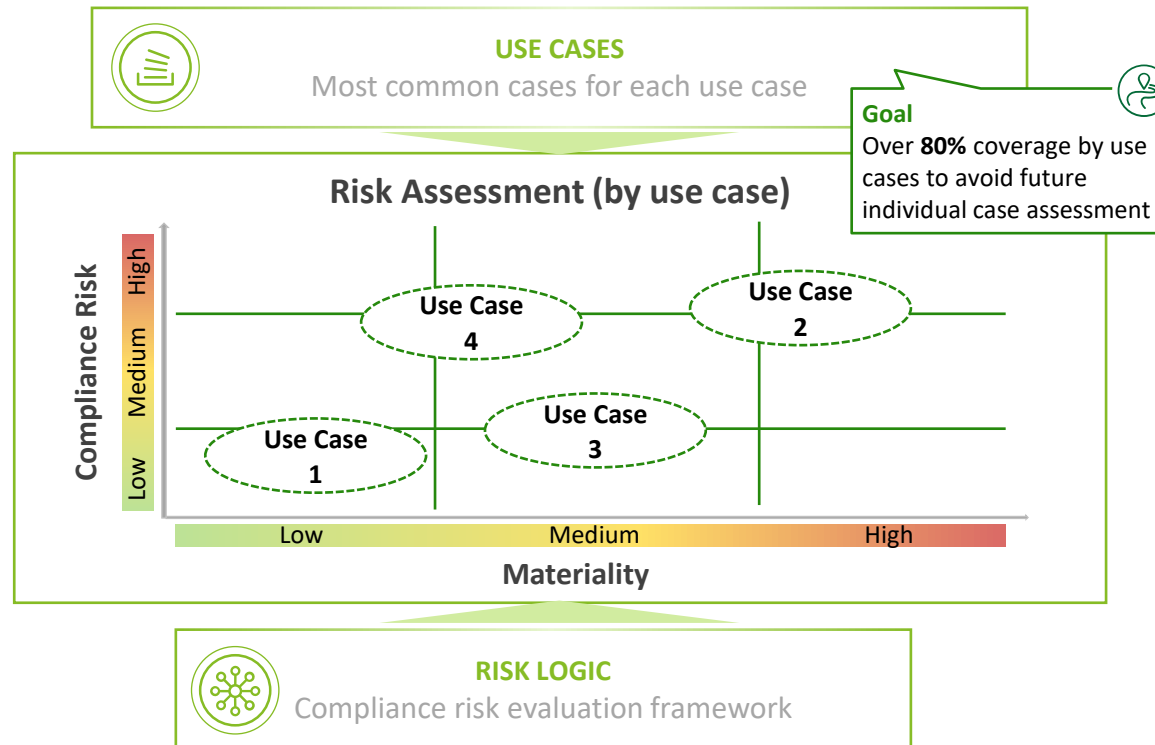 USE CASES
Most common cases for each use case
Goal
Over 80% coverage by use
cases to avoid future
individual case assessment
Risk Assessment (by use case)
Compliance Risk
High
Medium
Low
Use Case
4
Use Case
2
Use Case
1
Use Case
3
Low
Medium
High
Materiality
RISK LOGIC
Compliance risk evaluation framework